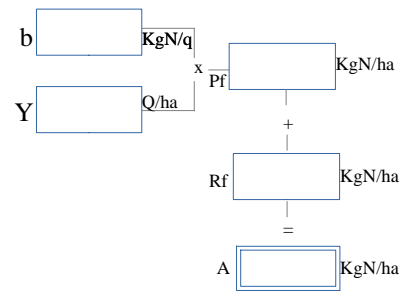 b KgN/q
x
Pf KgN/ha
Y Q/ha
+
Rf KgN/ha
=
A KgN/ha